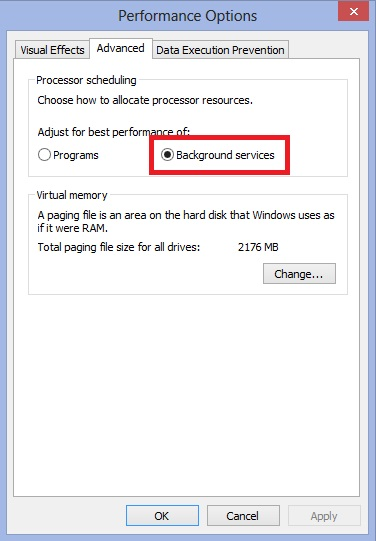 Performance Options
Visual Effects Advanced Data Execution Prevention
Processor scheduling
Choose how to allocate processor resources.
Adjust for best performance of:
Programs Background services
Virtual memory
A paging file is an area on the hard disk that Windows uses as
if it were RAM.
Total paging file size for all drives: 2176 MB
Change...
OK Cancel Apply